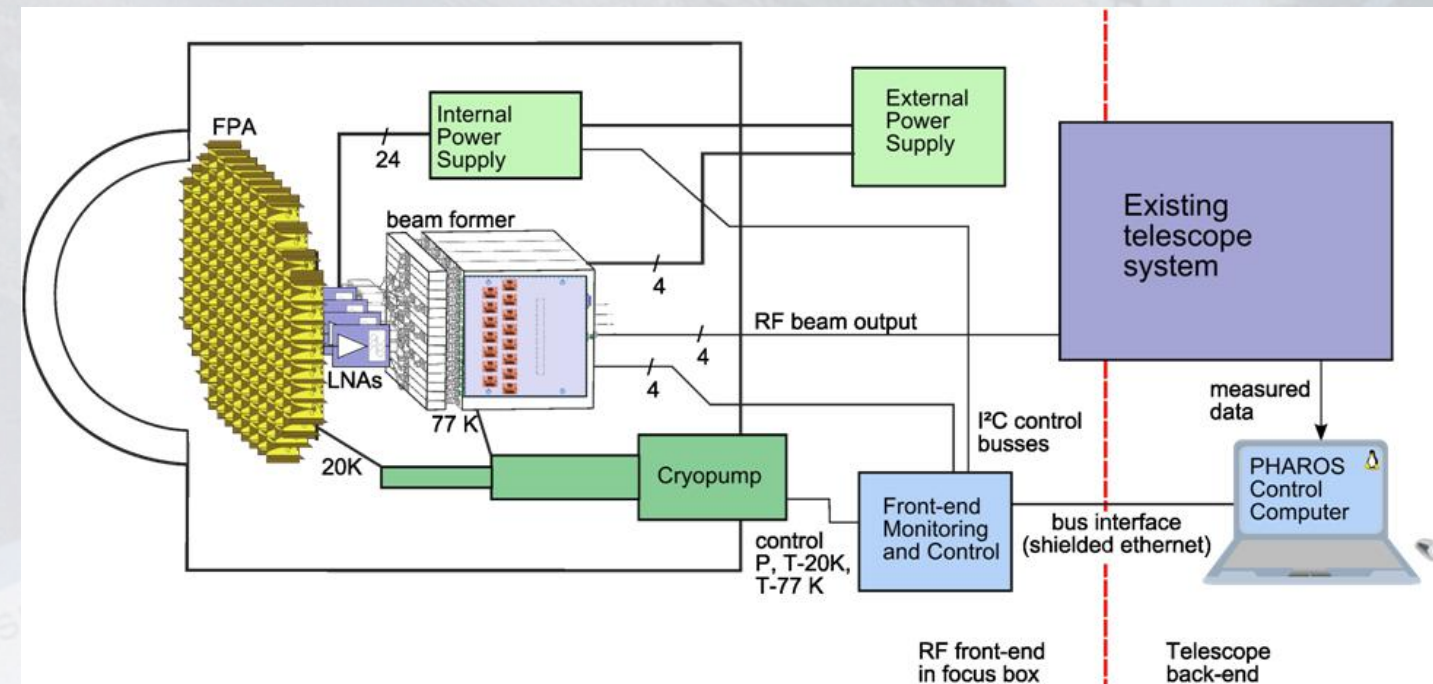 FPA
Internal
Power
Supply
24
External
Power
Supply
Existing
telescope
system
beam former
4
RF beam output
4
4
LNAs
77 K
20K
Cryopump
I²C control
busses
measured
data
PHAROS
Control
Computer
Front-end
Monitoring
and Control
bus interface
(shielded ethernet)
control
P, T-20K,
T-77 K
RF front-end
in focus box
Telescope
back-end